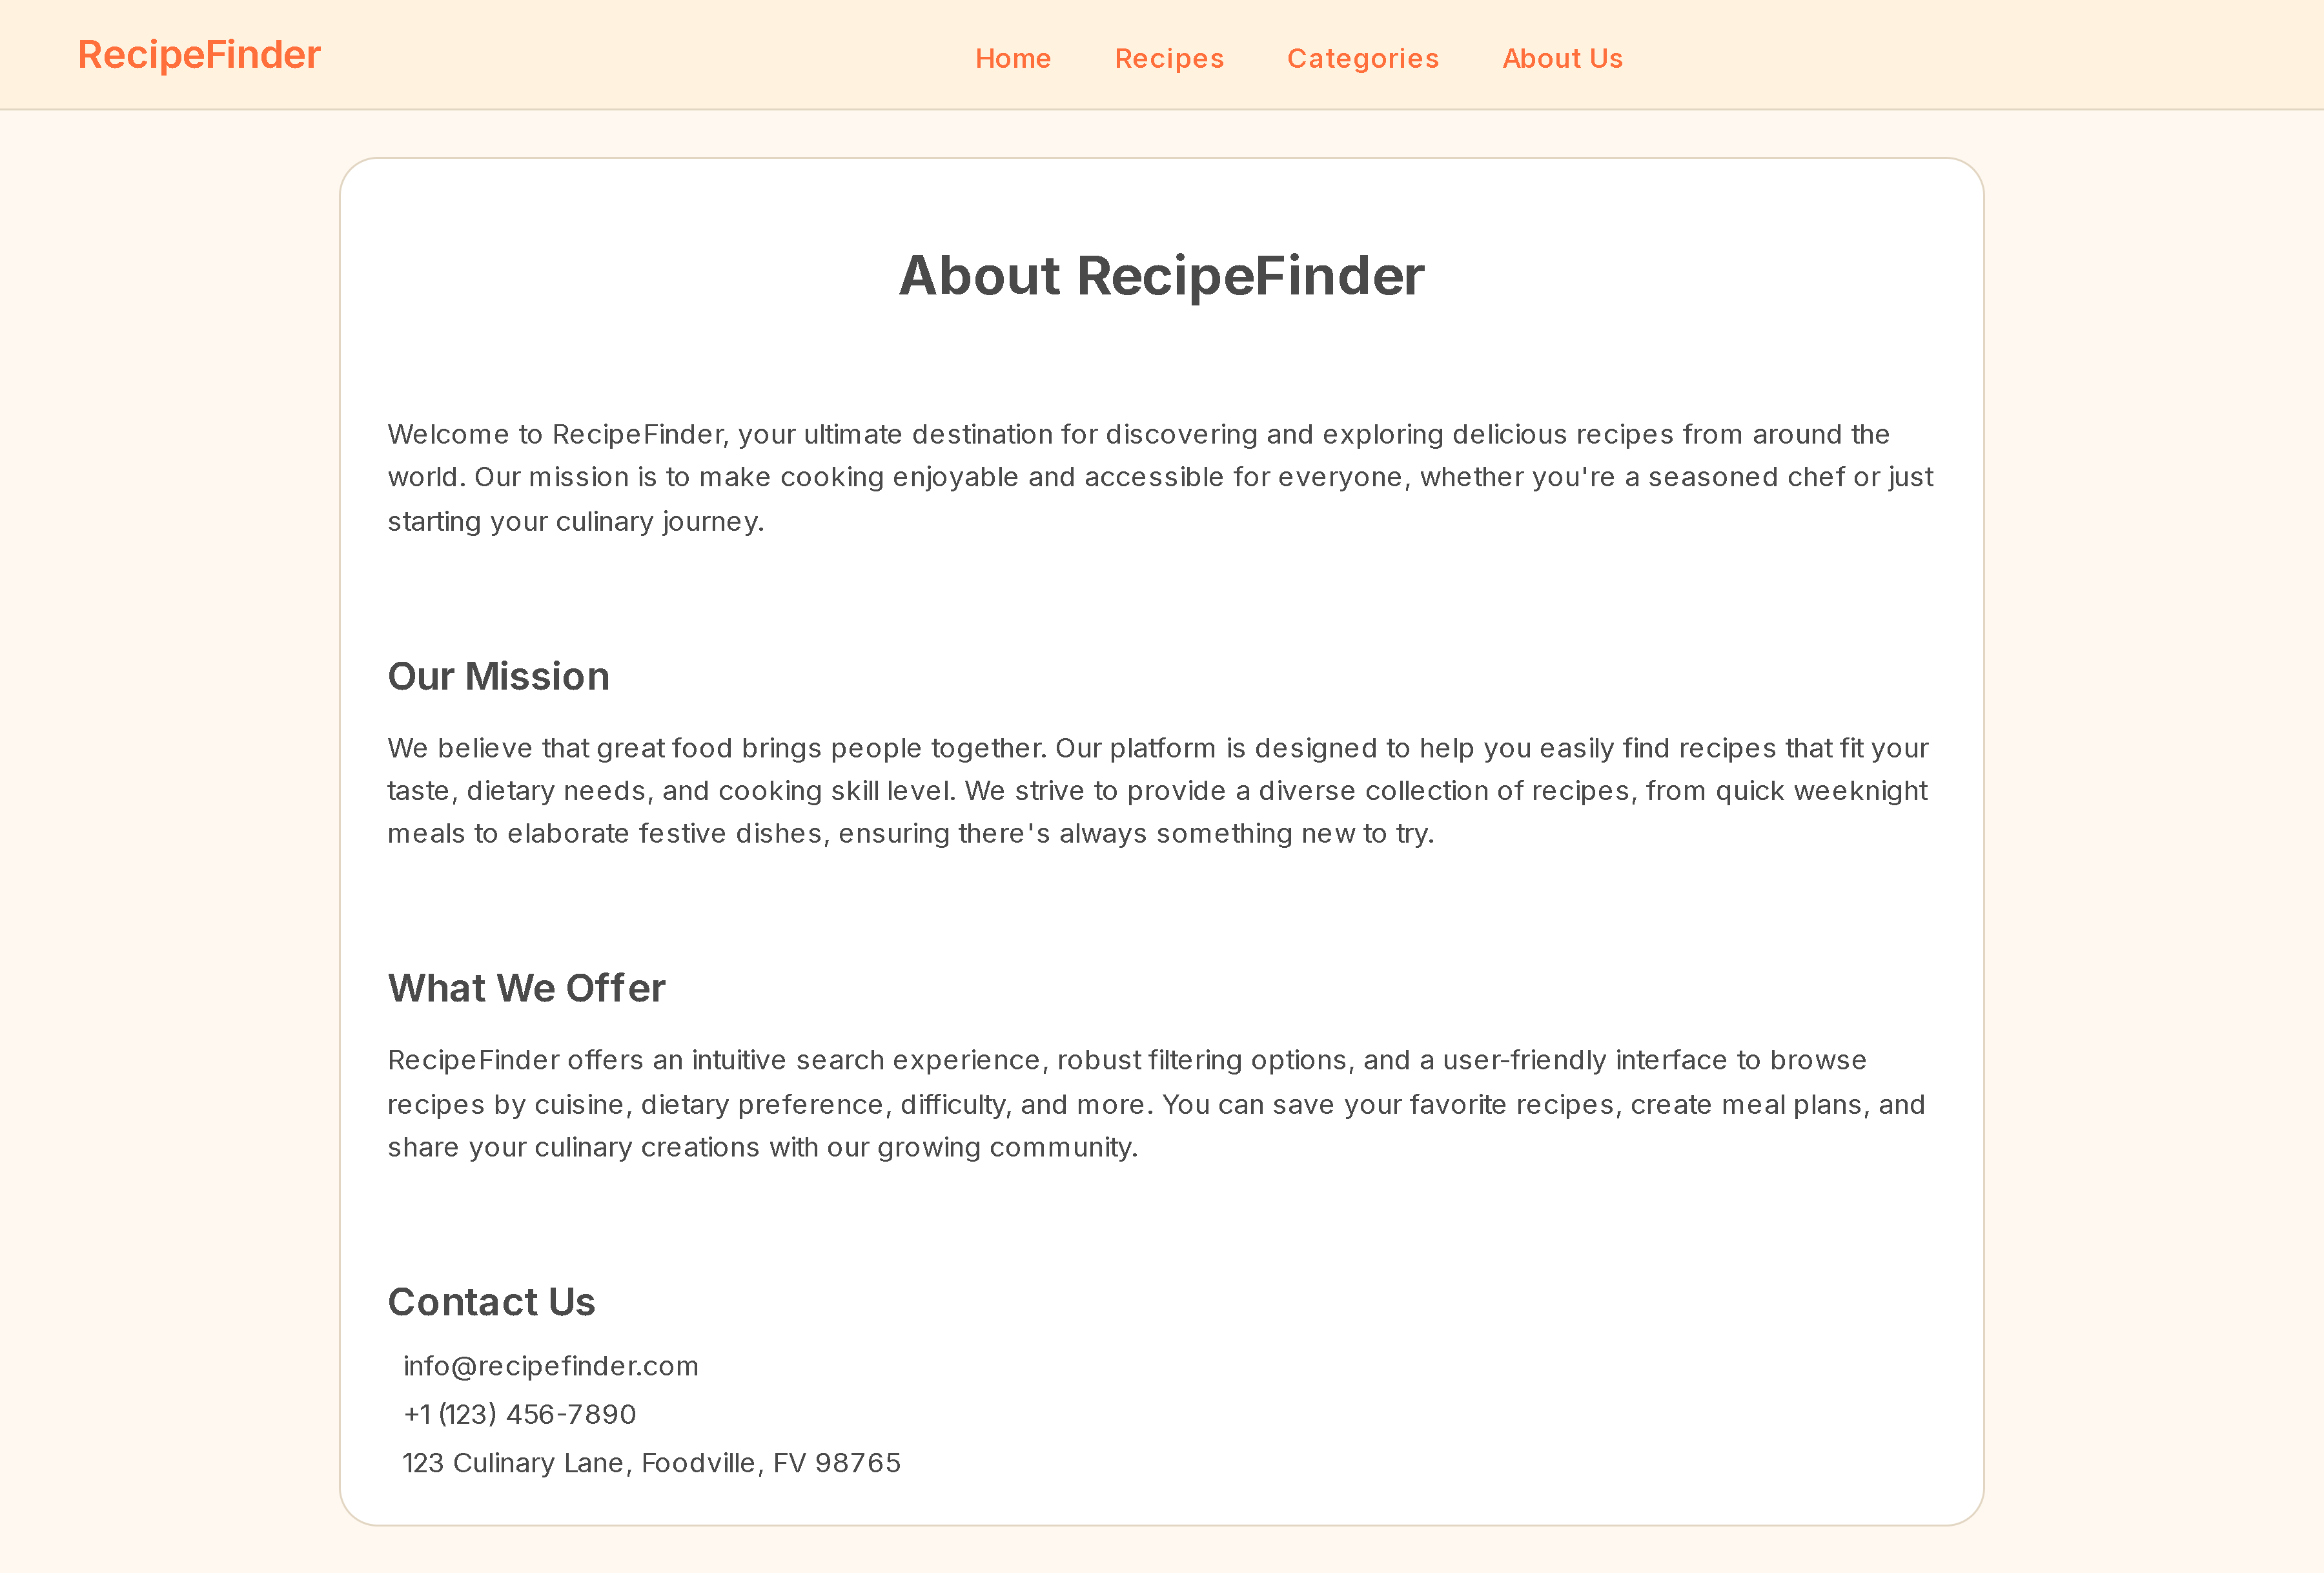 RecipeFinder
Home Recipes Categories About Us
About RecipeFinder
Welcome to RecipeFinder, your ultimate destination for discovering and exploring delicious recipes from around the
world. Our mission is to make cooking enjoyable and accessible for everyone, whether you're a seasoned chef or just
starting your culinary journey.
Our Mission
We believe that great food brings people together. Our platform is designed to help you easily find recipes that fit your
taste, dietary needs, and cooking skill level. We strive to provide a diverse collection of recipes, from quick weeknight
meals to elaborate festive dishes, ensuring there's always something new to try.
What We Offer
RecipeFinder offers an intuitive search experience, robust filtering options, and a user-friendly interface to browse
recipes by cuisine, dietary preference, difficulty, and more. You can save your favorite recipes, create meal plans, and
share your culinary creations with our growing community.
Contact Us
info@recipefinder.com
+1 (123) 456-7890
123 Culinary Lane, Foodville, FV 98765